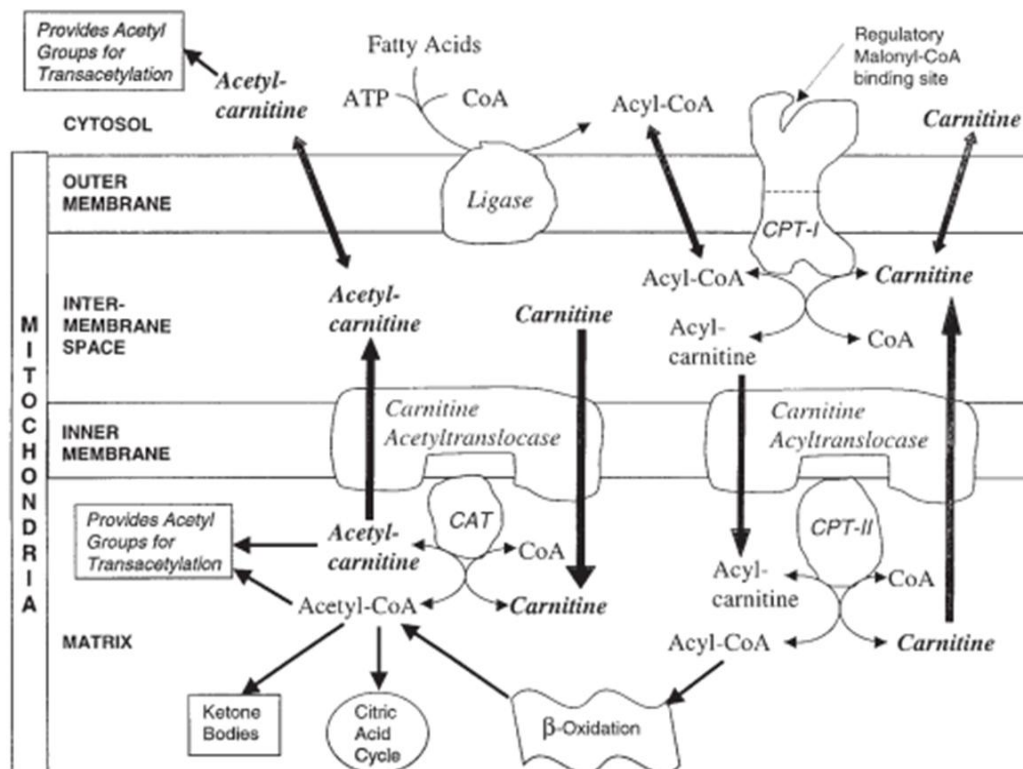 Provides Acetyl
Groups for
Transacetylation
Acetyl-
carnitine
Fatty Acids
ATP
CoA
Acyl-CoA
Regulatory
Malonyl-CoA
binding site
Carnitine
CYTOSOL
OUTER
MEMBRANE
Ligase
CPT-I
INTER-
MEMBRANE
SPACE
Acetyl-
carnitine
Carnitine
Acyl-CoA
Carnitine
Acyl-
carnitine
CoA
MITOCHONDRIA
INNER
MEMBRANE
Carnitine
Acetyltranslocase
Carnitine
Acyltranslocase
Provides Acetyl
Groups for
Transacetylation
Acetyl-
carnitine
CAT
CoA
Acetyl-CoA
Carnitine
CPT-II
Acyl-
carnitine
CoA
MATRIX
Acyl-CoA
Carnitine
Ketone
Bodies
Citric
Acid
Cycle
β-Oxidation